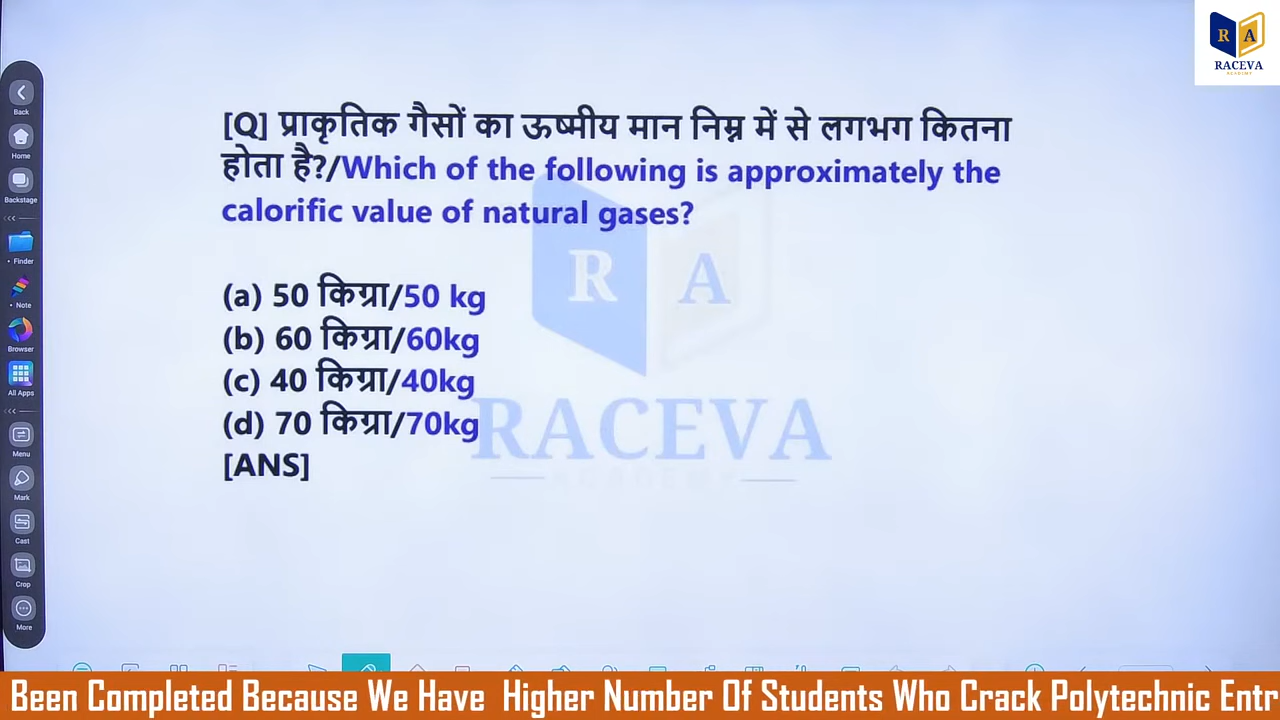 R A
RACEVA
ACADEMY
Back
Home
Backstage
Finder
Note
Browser
All Apps
Menu
Mark
Cast
Crop
More
[Q] प्राकृतिक गैसों का ऊष्मीय मान निम्न में से लगभग कितना
होता है?/Which of the following is approximately the
calorific value of natural gases?
(a) 50 किग्रा/50 kg
(b) 60 किग्रा/60kg
(c) 40 किग्रा/40kg
(d) 70 किग्रा/70kg
[ANS]
R A
RACEVA
Been Completed Because We Have Higher Number Of Students Who Crack Polytechnic Entr